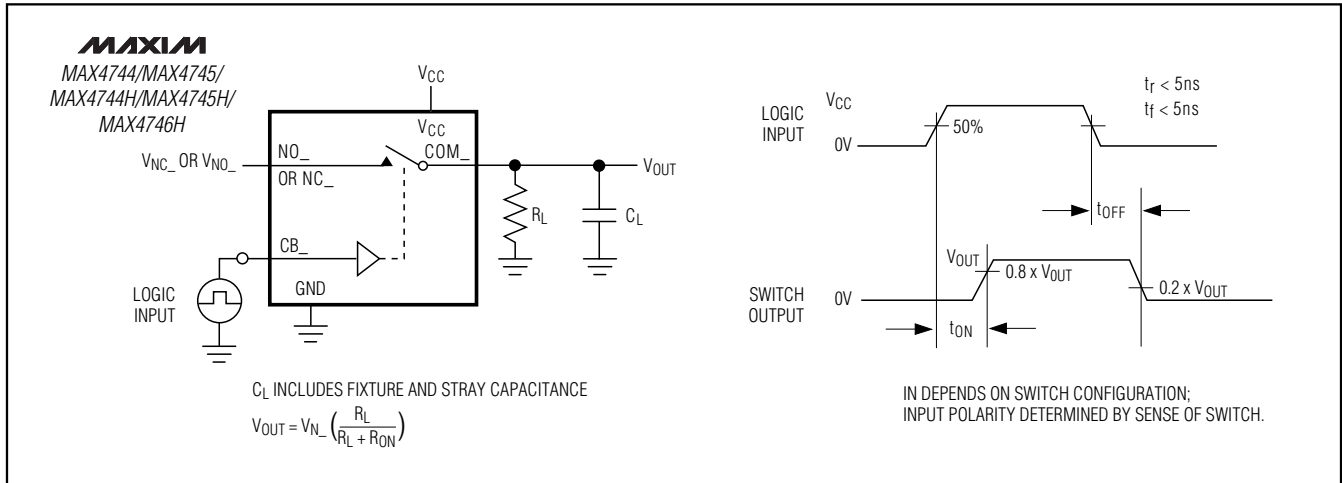 MAXIM
MAX4744/MAX4745/
MAX4744H/MAX4745H/
MAX4746H
VCC
VCC
NO_
COM_
VNC_ OR VNO_
OR NC_
VOUT
RL
CL
CB_
GND
LOGIC
INPUT
CL INCLUDES FIXTURE AND STRAY CAPACITANCE
VOUT = VN_ (RL / RL + RON)
tr < 5ns
tf < 5ns
LOGIC
INPUT
VCC
50%
0V
tOFF
VOUT
0.8 x VOUT
0.2 x VOUT
SWITCH
OUTPUT
0V
tON
IN DEPENDS ON SWITCH CONFIGURATION;
INPUT POLARITY DETERMINED BY SENSE OF SWITCH.